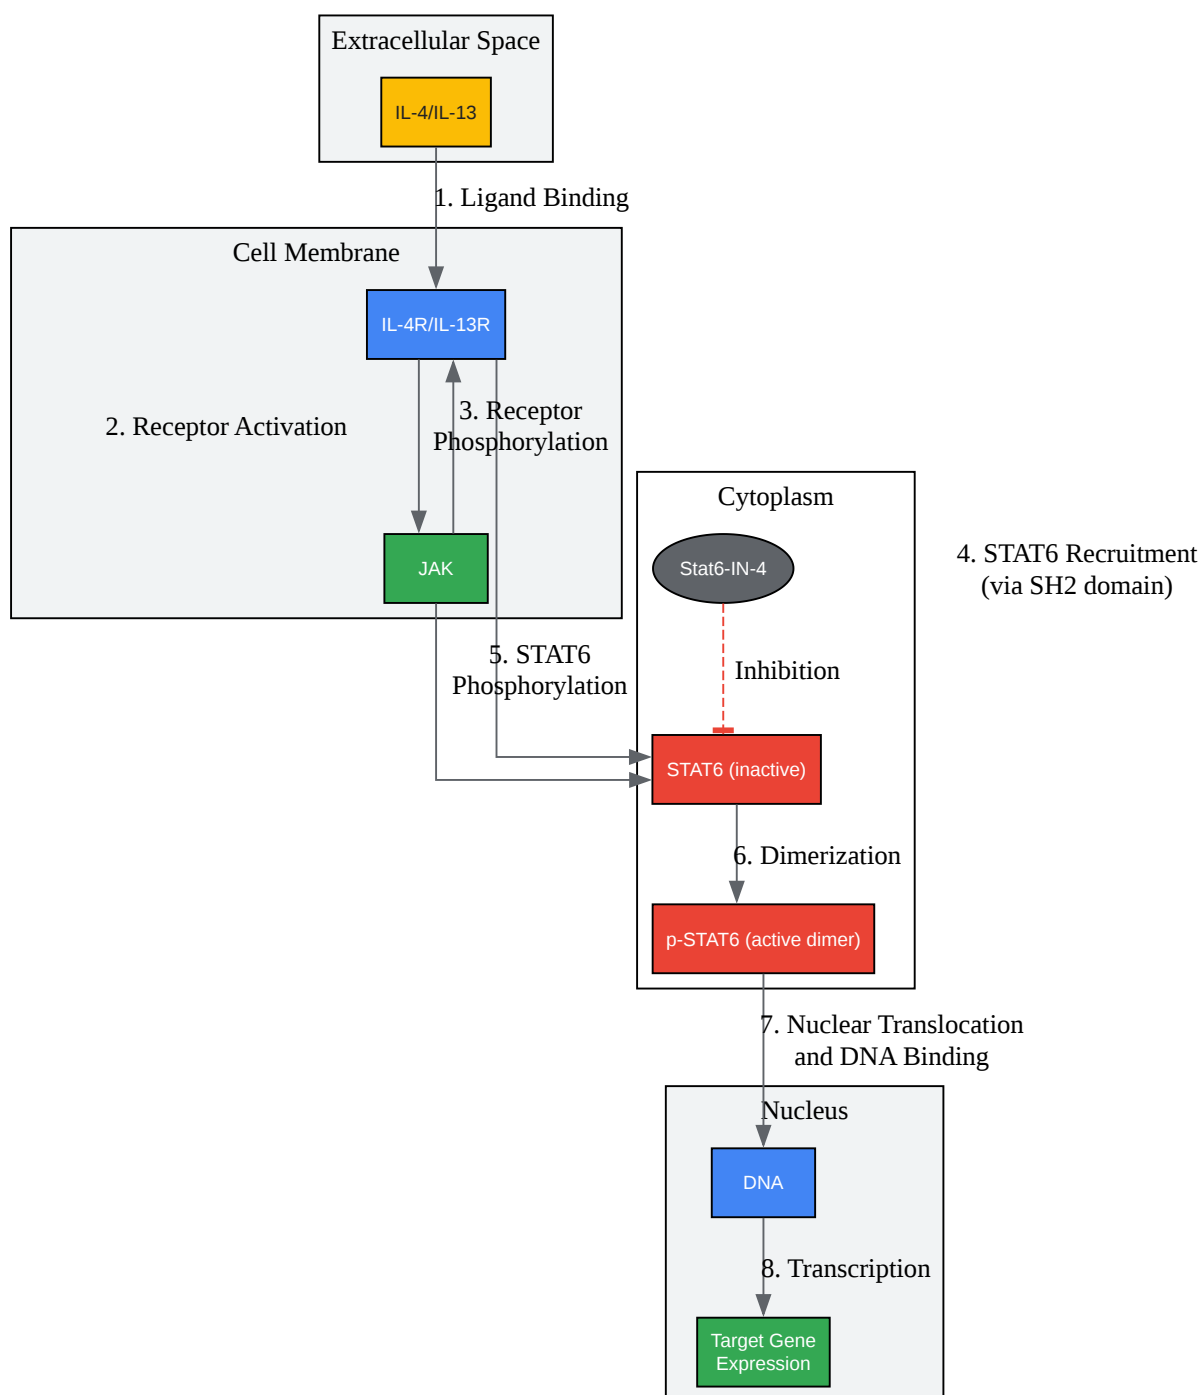 Extracellular Space
IL-4/IL-13
1. Ligand Binding
Cell Membrane
IL-4R/IL-13R
2. Receptor Activation
3. Receptor
Phosphorylation
JAK
Cytoplasm
Stat6-IN-4
4. STAT6 Recruitment
(via SH2 domain)
5. STAT6
Phosphorylation
Inhibition
STAT6 (inactive)
6. Dimerization
p-STAT6 (active dimer)
7. Nuclear Translocation
and DNA Binding
Nucleus
DNA
8. Transcription
Target Gene
Expression